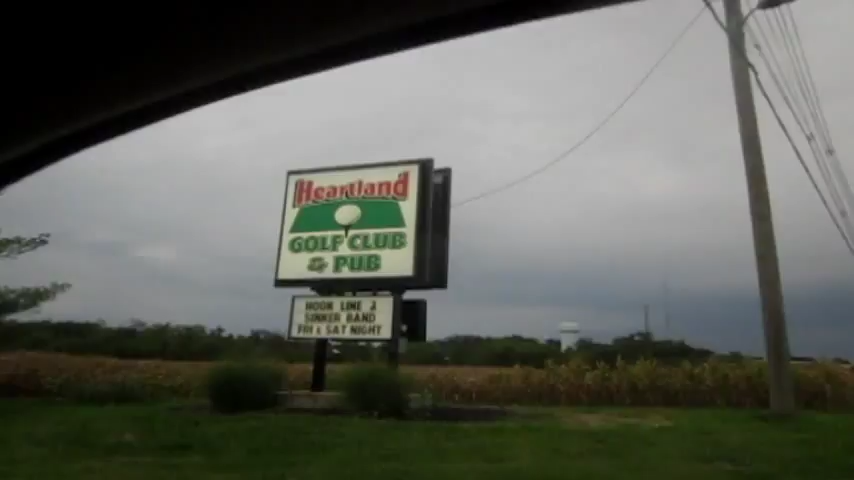 Heartland
GOLF CLUB
& PUB
HOOK LINE &
SINKER BAND
FRI & SAT NIGHT